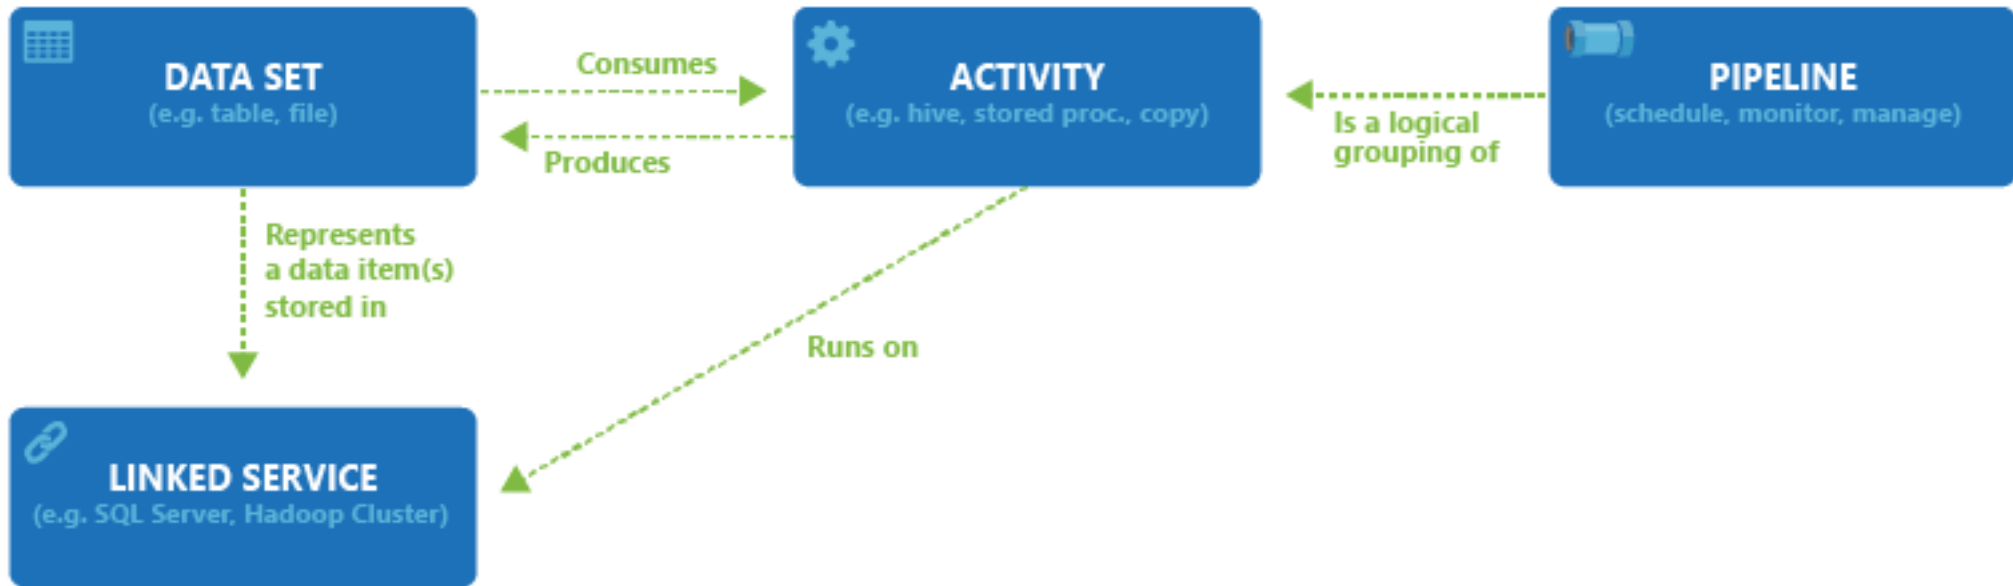 DATA SET
(e.g. table, file)
Consumes
Produces
ACTIVITY
(e.g. hive, stored proc., copy)
Is a logical
grouping of
PIPELINE
(schedule, monitor, manage)
Represents
a data item(s)
stored in
Runs on
LINKED SERVICE
(e.g. SQL Server, Hadoop Cluster)